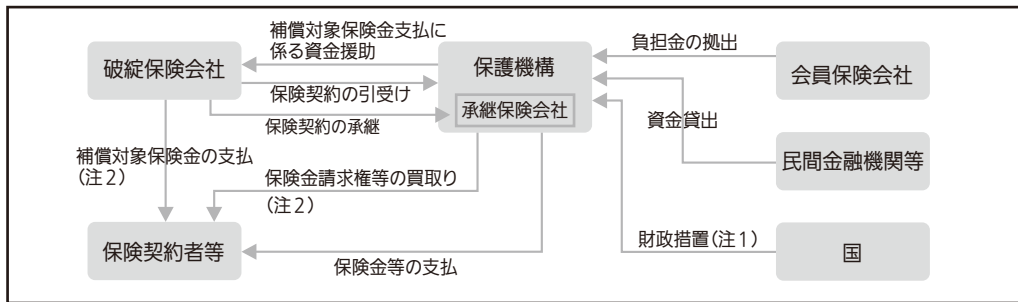 補償対象保険金支払に
係る資金援助
負担金の拠出
破綻保険会社
保護機構
会員保険会社
保険契約の引受け
承継保険会社
資金貸出
保険契約の承継
補償対象保険金の支払
(注2)
保険金請求権等の買取り
(注2)
民間金融機関等
保険契約者等
財政措置(注1)
国
保険金等の支払